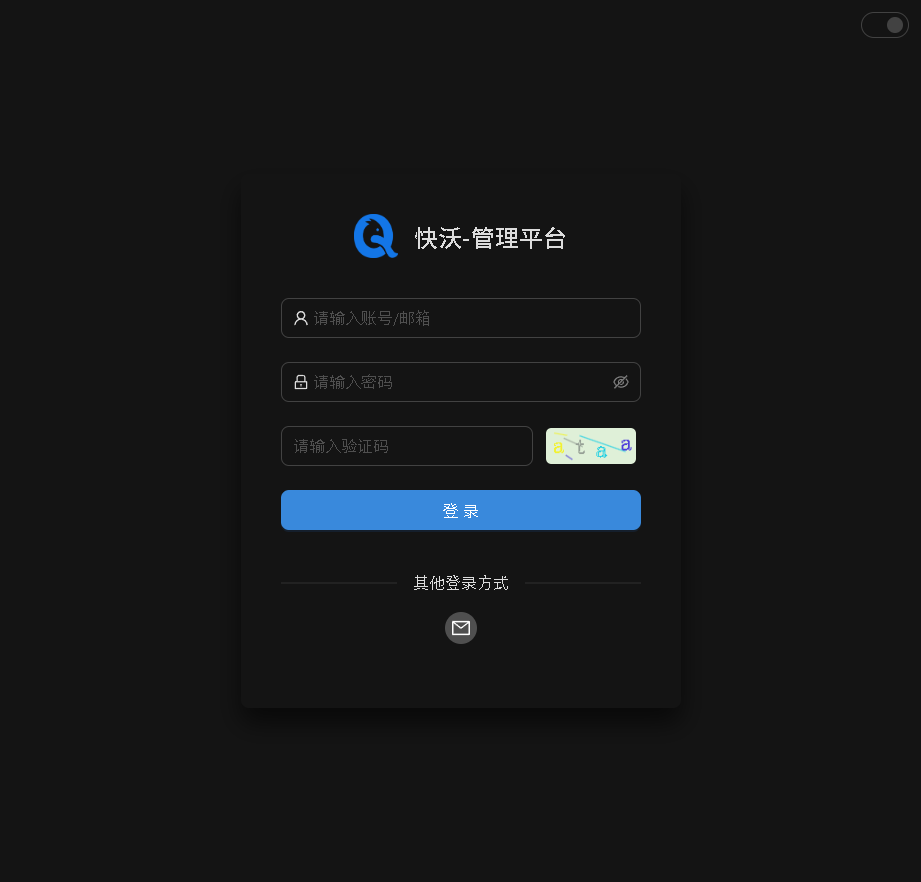 快沃-管理平台
请输入账号/邮箱
请输入密码
请输入验证码
ataa
登 录
其他登录方式